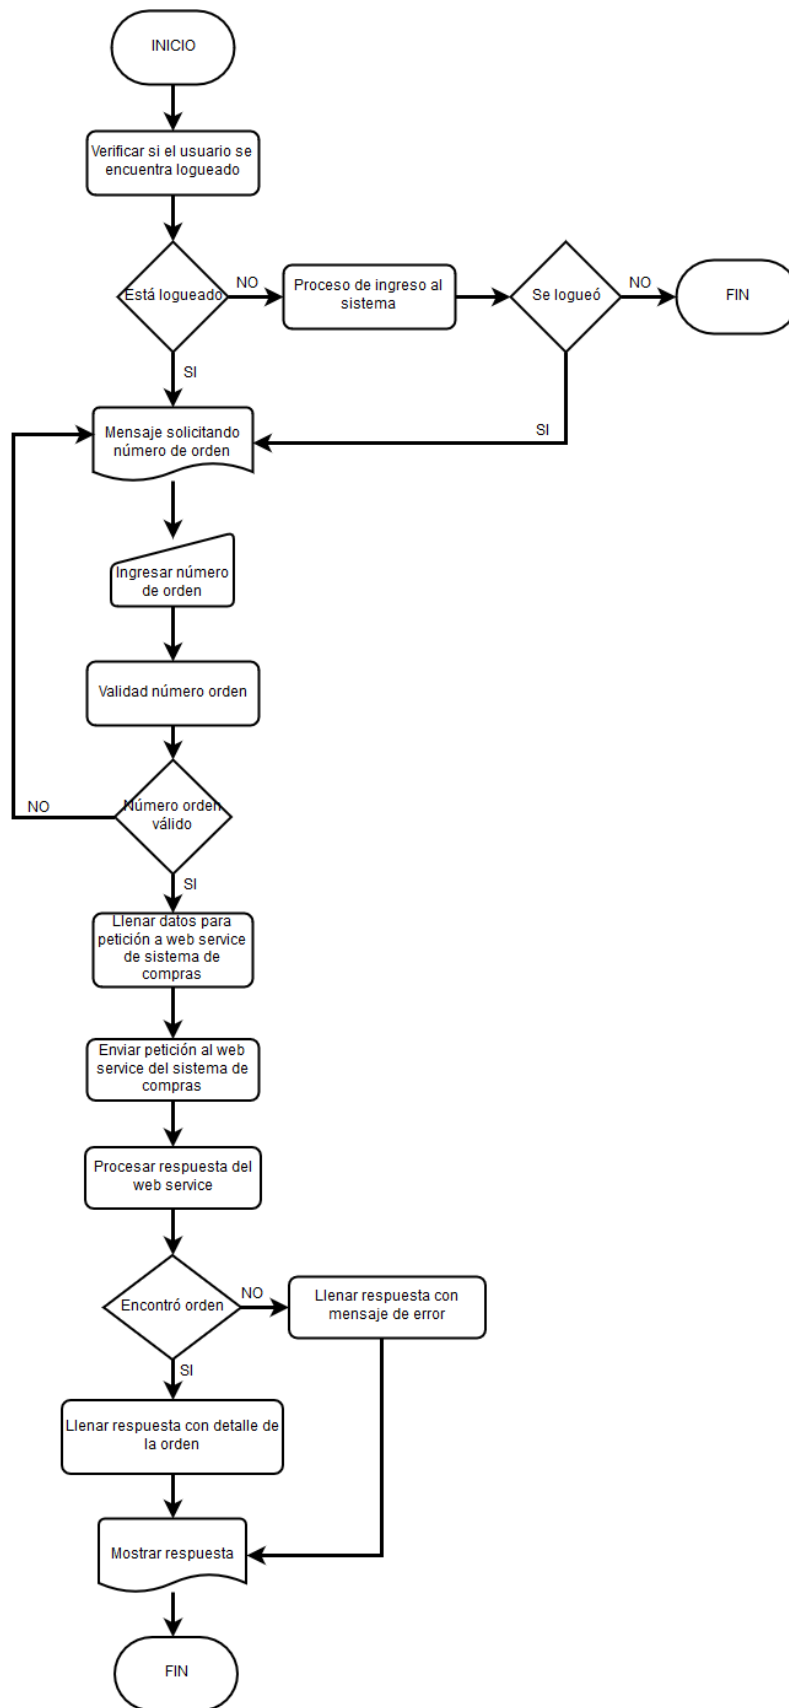 INICIO
Verificar si el usuario se
encuentra logueado
Está logueado
NO
Proceso de ingreso al
sistema
Se logueó
NO
FIN
SI
SI
Mensaje solicitando
número de orden
Ingresar número
de orden
Validad número orden
Número orden
válido
NO
SI
Llenar datos para
petición a web service
de sistema de
compras
Enviar petición al web
service del sistema de
compras
Procesar respuesta del
web service
Encontró orden
NO
Llenar respuesta con
mensaje de error
SI
Llenar respuesta con detalle de
la orden
Mostrar respuesta
FIN